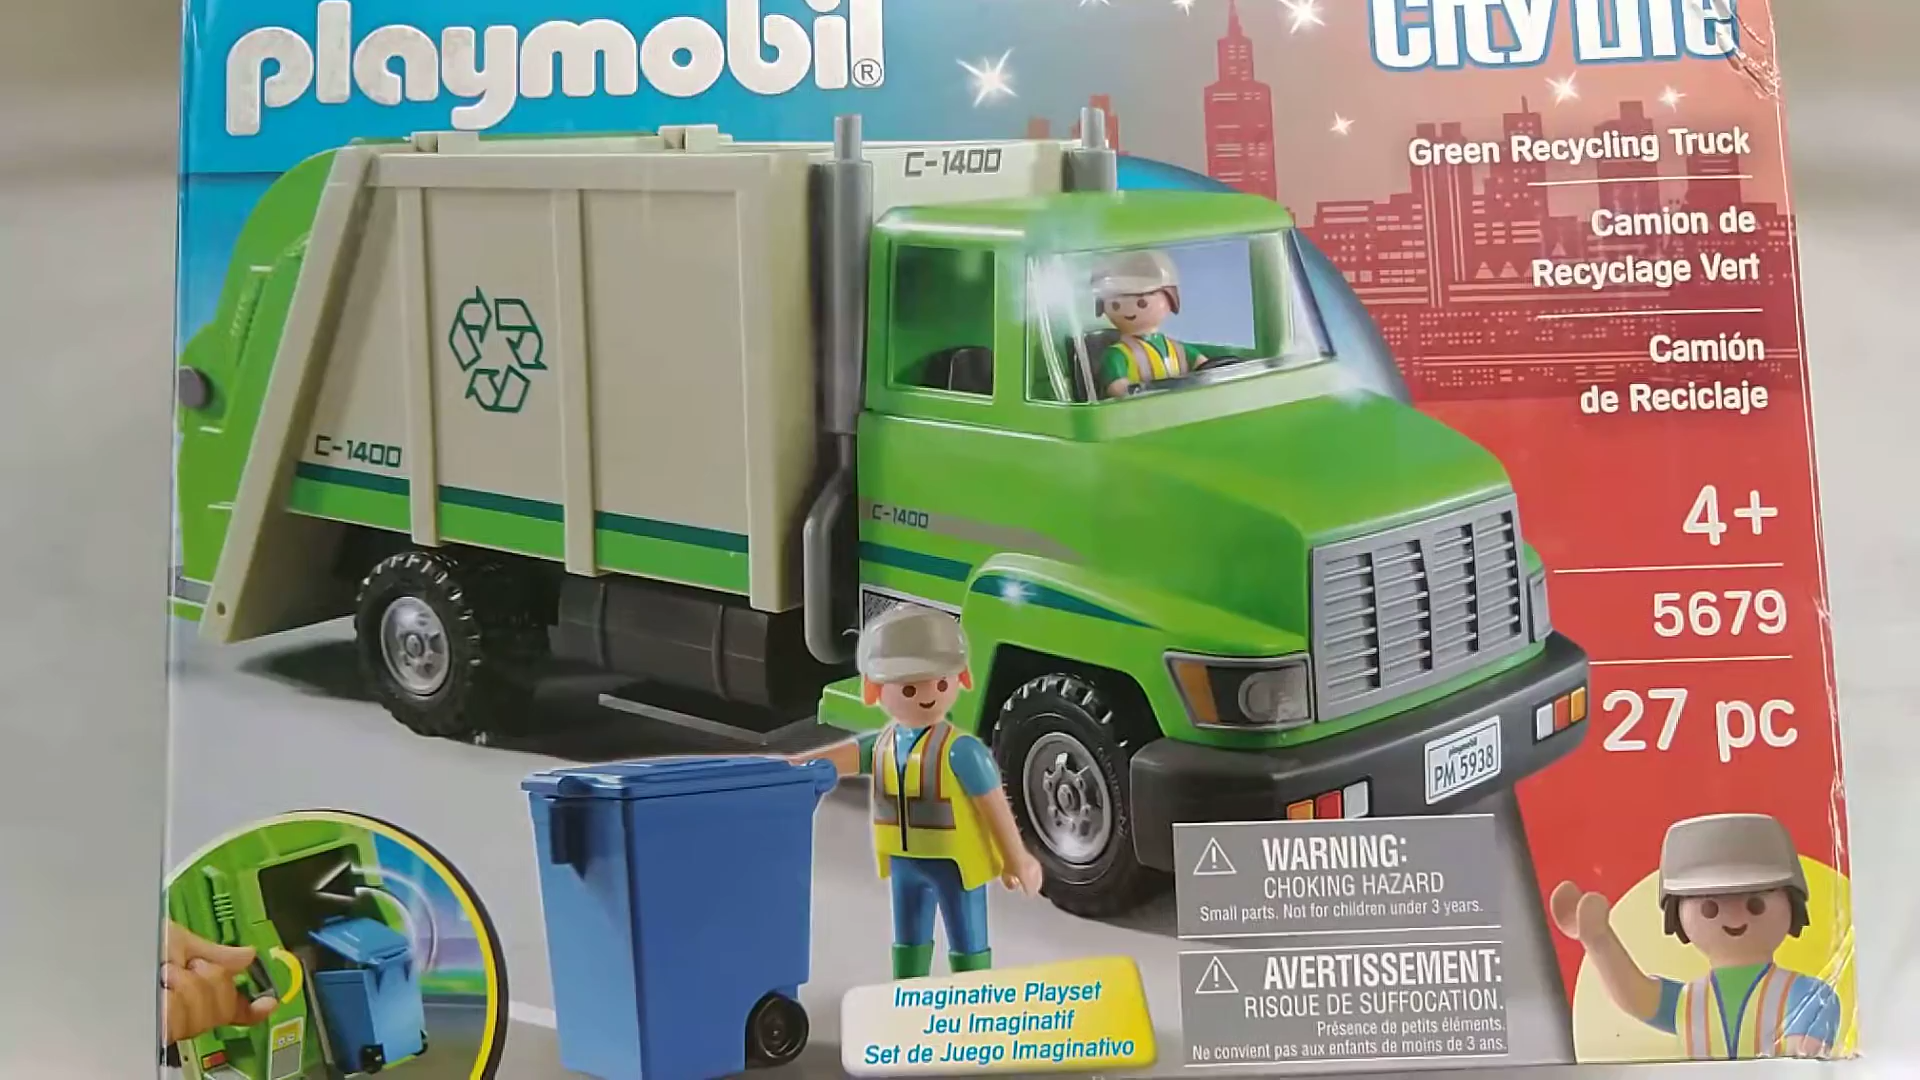 playmobil®
City Life
Green Recycling Truck
Camion de
Recyclage Vert
Camión
de Reciclaje
4+
5679
27 pc
C-1400
C-1400
C-1400
playmobil
PM 5938
WARNING:
CHOKING HAZARD
Small parts. Not for children under 3 years.
AVERTISSEMENT:
RISQUE DE SUFFOCATION.
Présence de petits éléments.
Ne convient pas aux enfants de moins de 3 ans.
Imaginative Playset
Jeu Imaginatif
Set de Juego Imaginativo